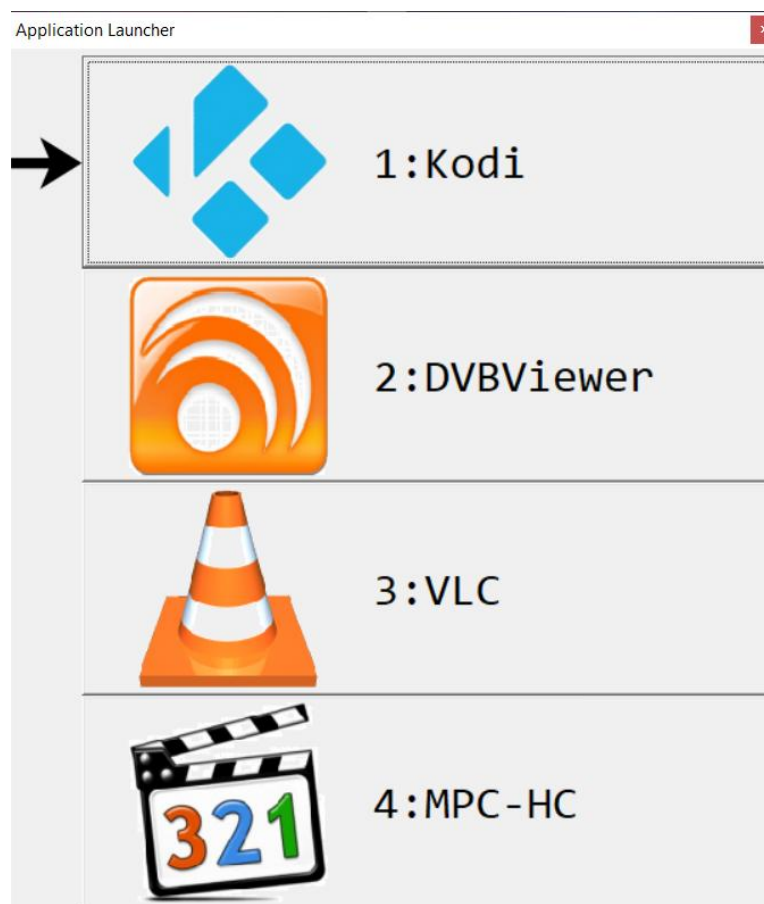 Application Launcher
1:Kodi
2:DVBViewer
3:VLC
321
4:MPC-HC